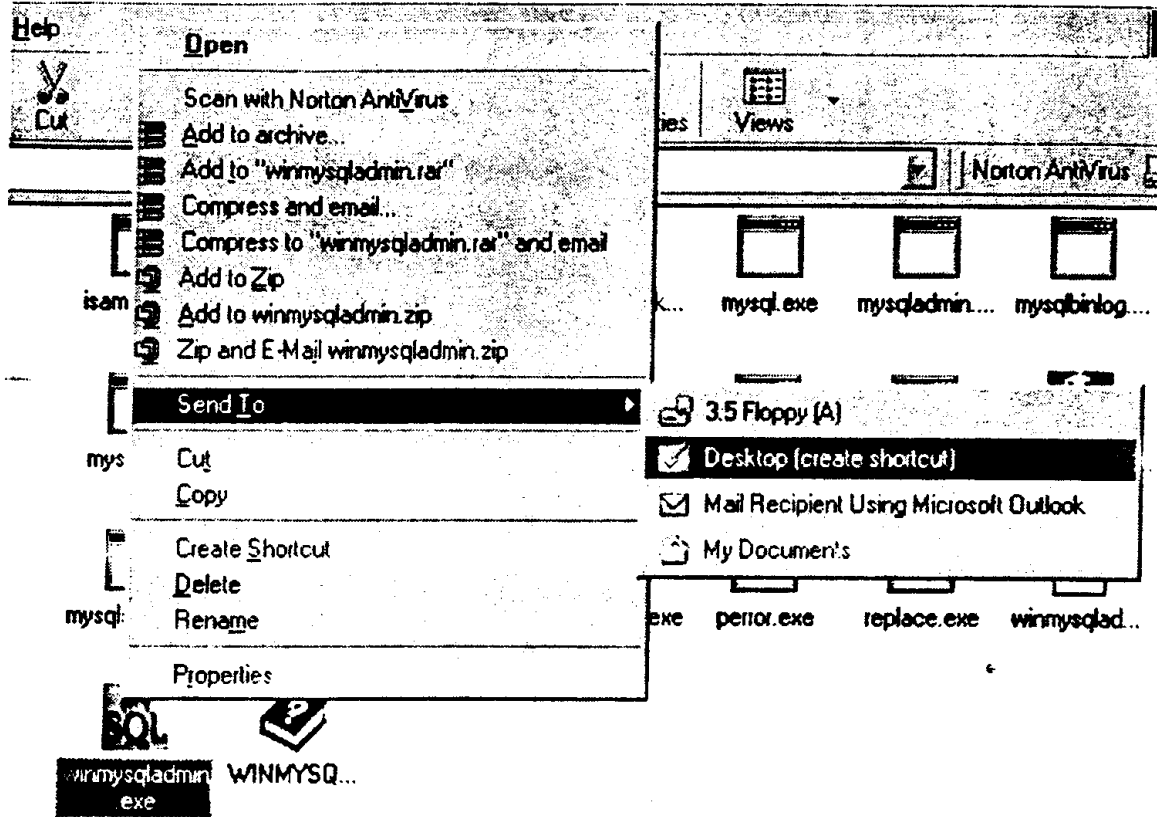 Help
Cut
Views
Norton AntiVirus
Open
Scan with Norton AntiVirus
Add to archive...
Add to "winmysqladmin.rar"
Compress and email...
Compress to "winmysqladmin.rar" and email
Add to Zip
Add to winmysqladmin.zip
Zip and E-Mail winmysqladmin.zip
Send To
Cut
Copy
Create Shortcut
Delete
Rename
Properties
3.5 Floppy (A)
Desktop (create shortcut)
Mail Recipient Using Microsoft Outlook
My Documents
isam
mysql.exe
mysqladmin....
mysqlbinlog....
mys
mysql
exe
perror.exe
replace.exe
winmysqlad...
SQL
winmysqladmin
.exe
WINMYSQ...